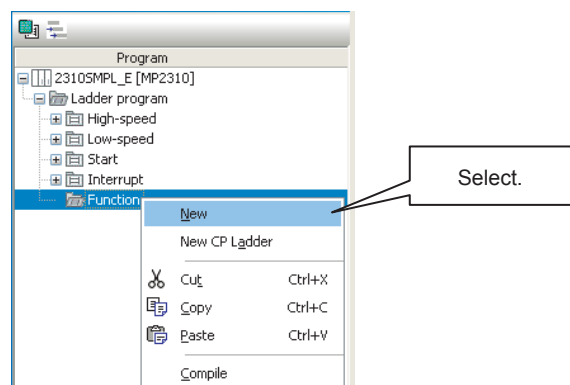 Program
2310SMPL_E [MP2310]
Ladder program
High-speed
Low-speed
Start
Interrupt
Function
New
Select.
New CP Ladder
Cut Ctrl+X
Copy Ctrl+C
Paste Ctrl+V
Compile